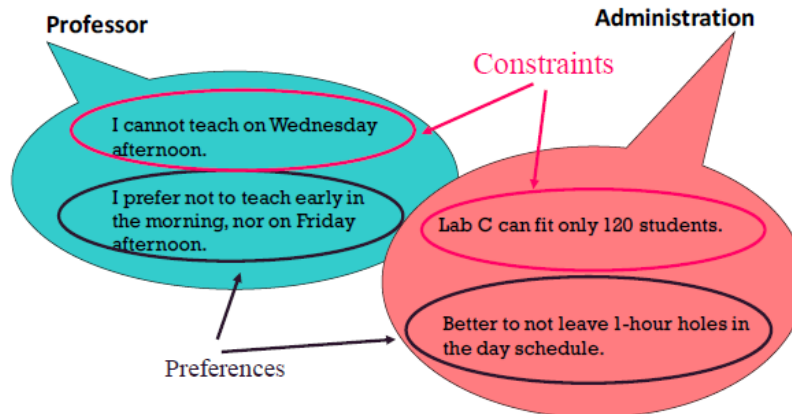 Professor
Administration
Constraints
I cannot teach on Wednesday
afternoon.
I prefer not to teach early in
the morning, nor on Friday
afternoon.
Lab C can fit only 120 students.
Better to not leave 1-hour holes in
the day schedule.
Preferences